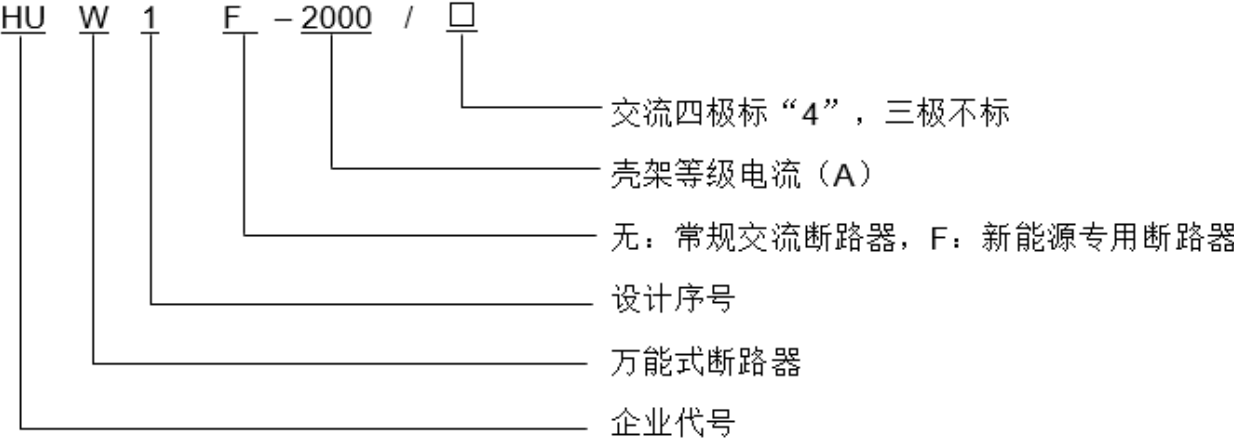 HU W 1 F – 2000 / □
交流四极标“4”，三极不标
壳架等级电流（A）
无：常规交流断路器，F：新能源专用断路器
设计序号
万能式断路器
企业代号